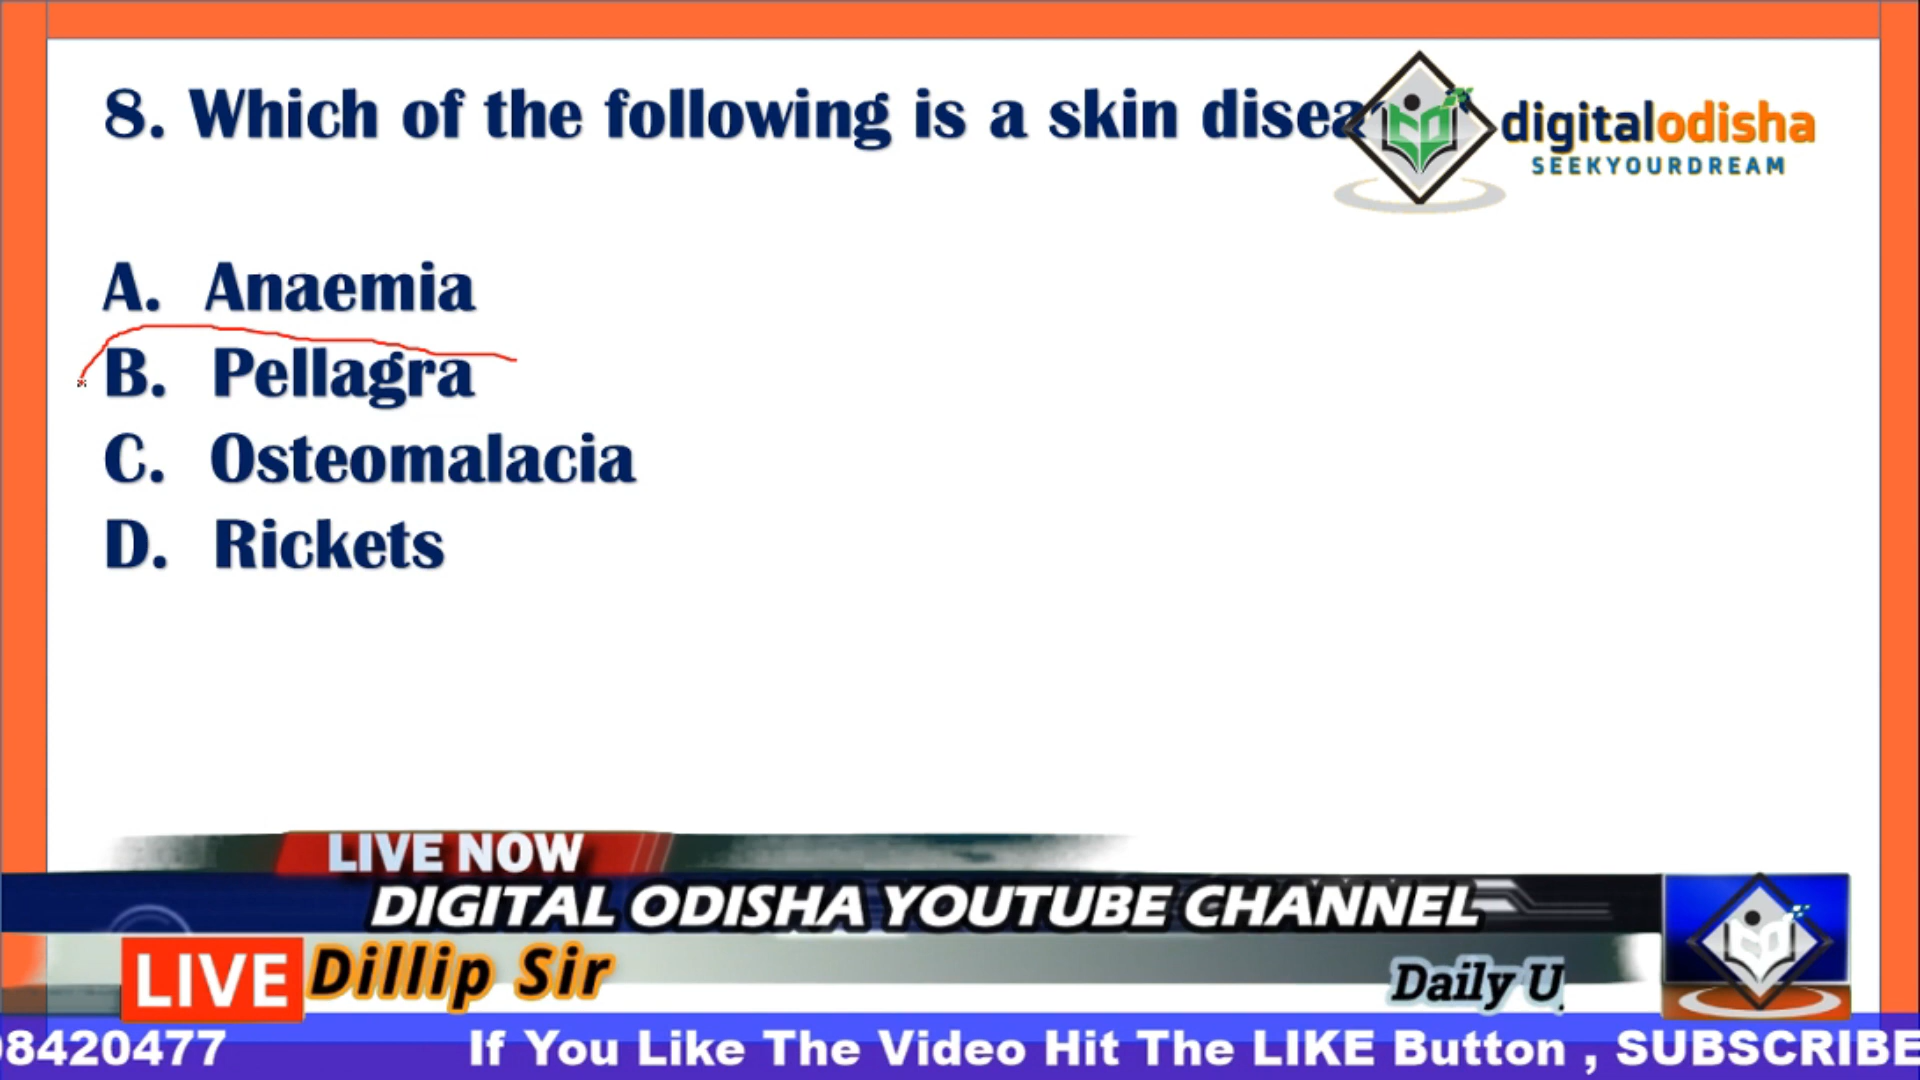 8. Which of the following is a skin disea
digitalodisha
SEEKYOURDREAM
A. Anaemia
B. Pellagra
C. Osteomalacia
D. Rickets
LIVE NOW
DIGITAL ODISHA YOUTUBE CHANNEL
LIVE Dillip Sir
Daily U
08420477 If You Like The Video Hit The LIKE Button , SUBSCRIBE